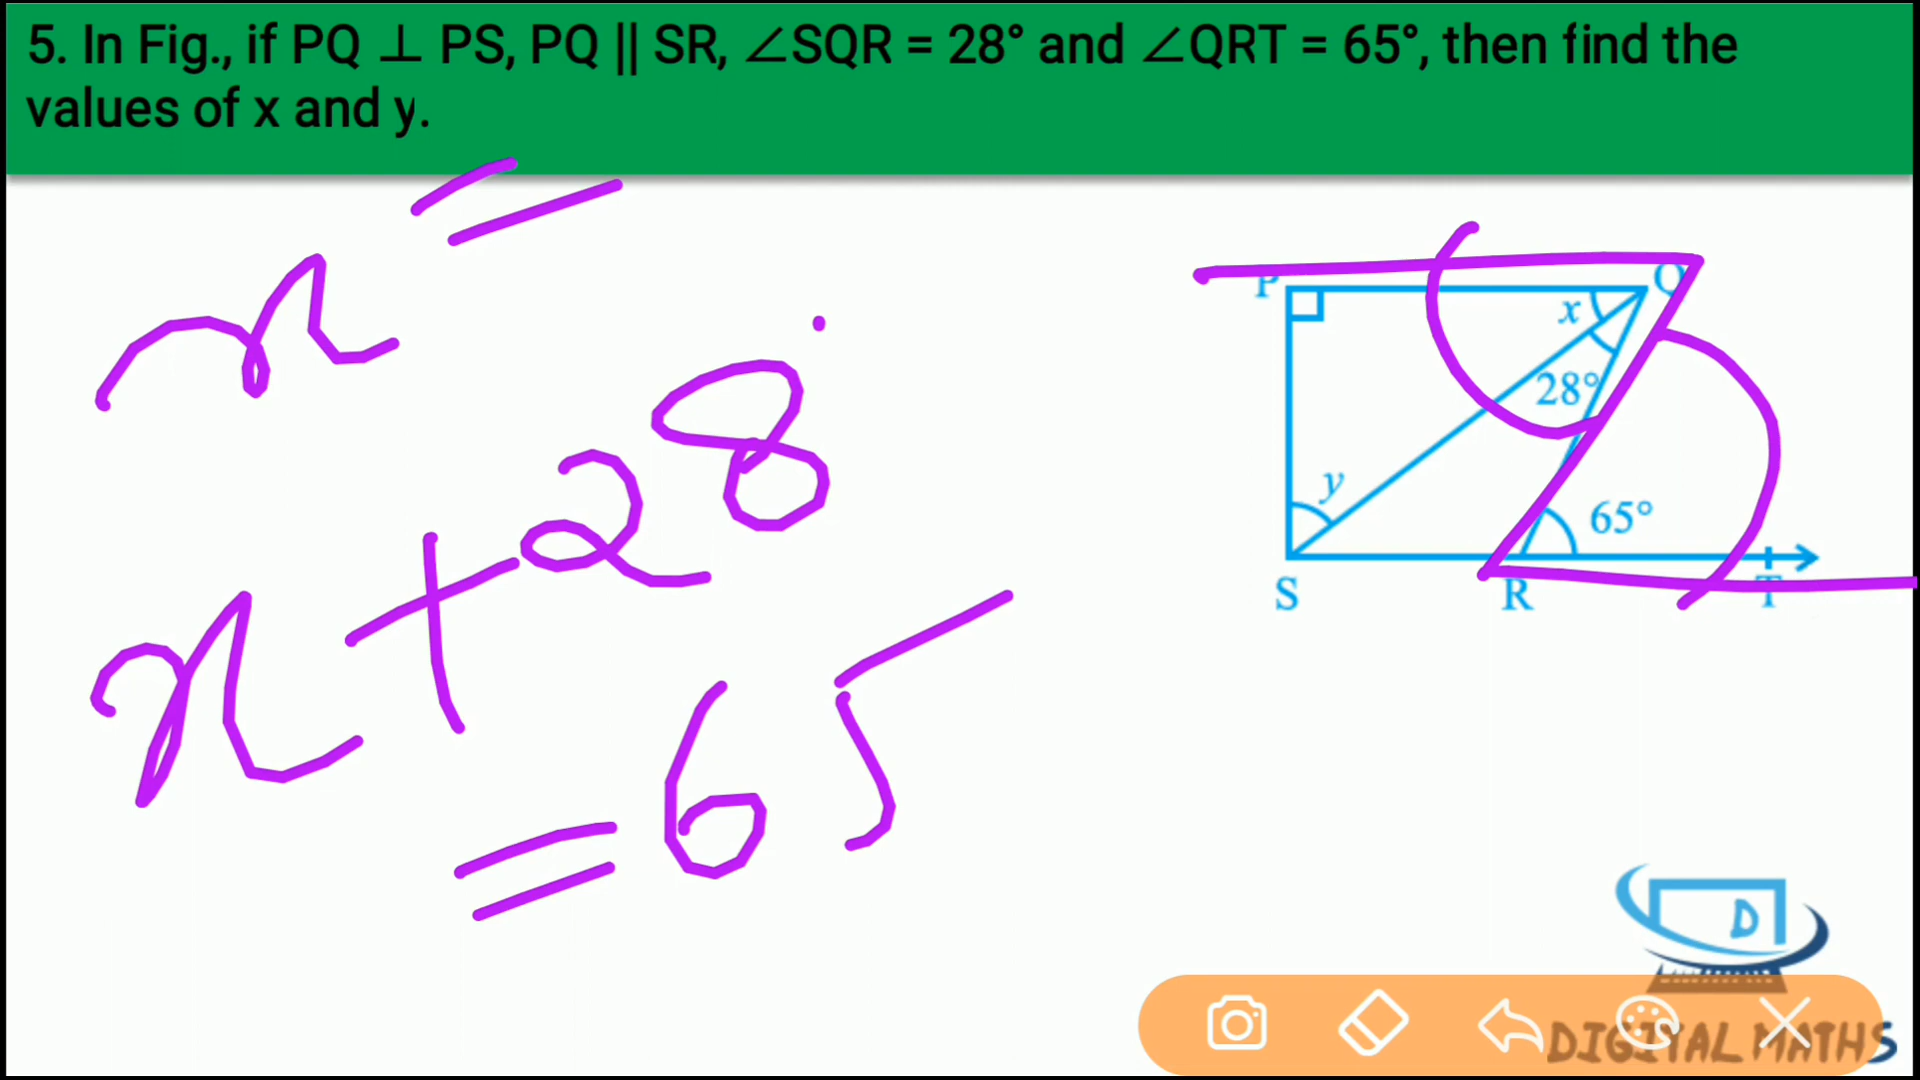 5. In Fig., if PQ ⊥ PS, PQ || SR, ∠SQR = 28° and ∠QRT = 65°, then find the
values of x and y.
x =
x + 28
= 65
P
Q
x
28°
y
65°
S
R
T
D
DIGITAL MATHS